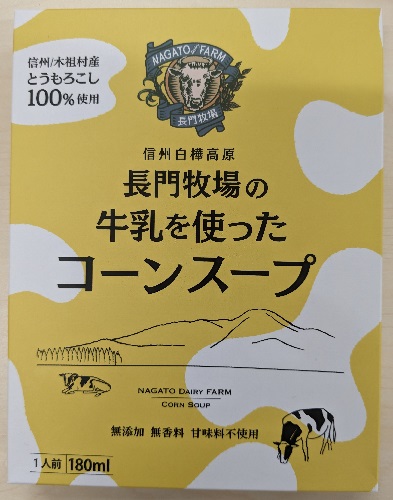 信州/木祖村産
とうもろこし
100%使用
NAGATO FARM
長門牧場
信州白樺高原
長門牧場の
牛乳を使った
コーンスープ
NAGATO DAIRY FARM
CORN SOUP
無添加 無香料 甘味料不使用
1人前 180ml